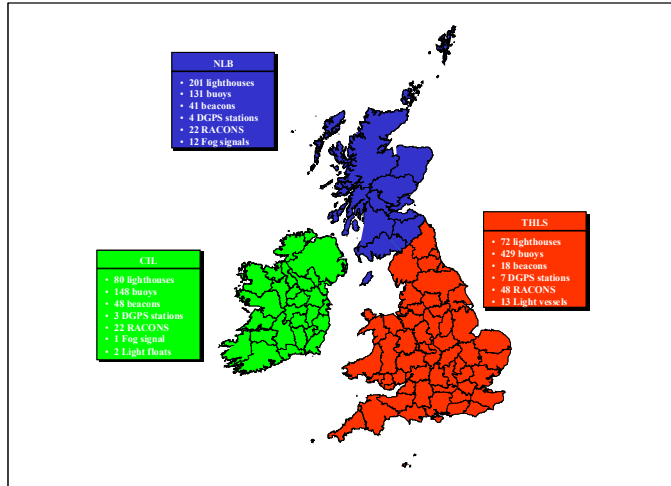 NLB
• 201 lighthouses
• 131 buoys
• 41 beacons
• 4 DGPS stations
• 22 RACONS
• 12 Fog signals
THLS
• 72 lighthouses
• 429 buoys
• 18 beacons
• 7 DGPS stations
• 48 RACONS
• 13 Light vessels
CIL
• 80 lighthouses
• 148 buoys
• 48 beacons
• 3 DGPS stations
• 22 RACONS
• 1 Fog signal
• 2 Light floats